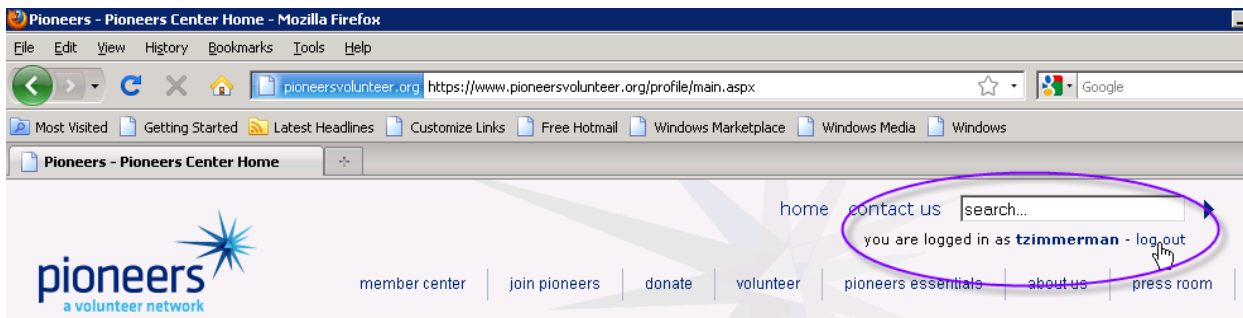 Pioneers - Pioneers Center Home - Mozilla Firefox
File Edit View History Bookmarks Tools Help
pioneersvolunteer.org https://www.pioneersvolunteer.org/profile/main.aspx Google
Most Visited Getting Started Latest Headlines Customize Links Free Hotmail Windows Marketplace Windows Media Windows
Pioneers - Pioneers Center Home
home contact us search...
you are logged in as tzimmerman - log out
pioneers
a volunteer network
member center join pioneers donate volunteer pioneers essentials about us press room